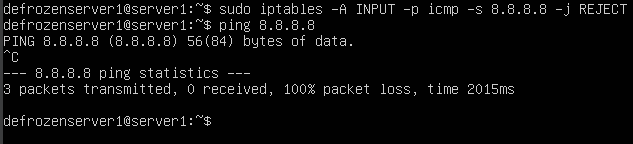 defrozenserver1@server1:~$ sudo iptables -A INPUT -p icmp -s 8.8.8.8 -j REJECT
defrozenserver1@server1:~$ ping 8.8.8.8
PING 8.8.8.8 (8.8.8.8) 56(84) bytes of data.
^C
--- 8.8.8.8 ping statistics ---
3 packets transmitted, 0 received, 100% packet loss, time 2015ms
defrozenserver1@server1:~$